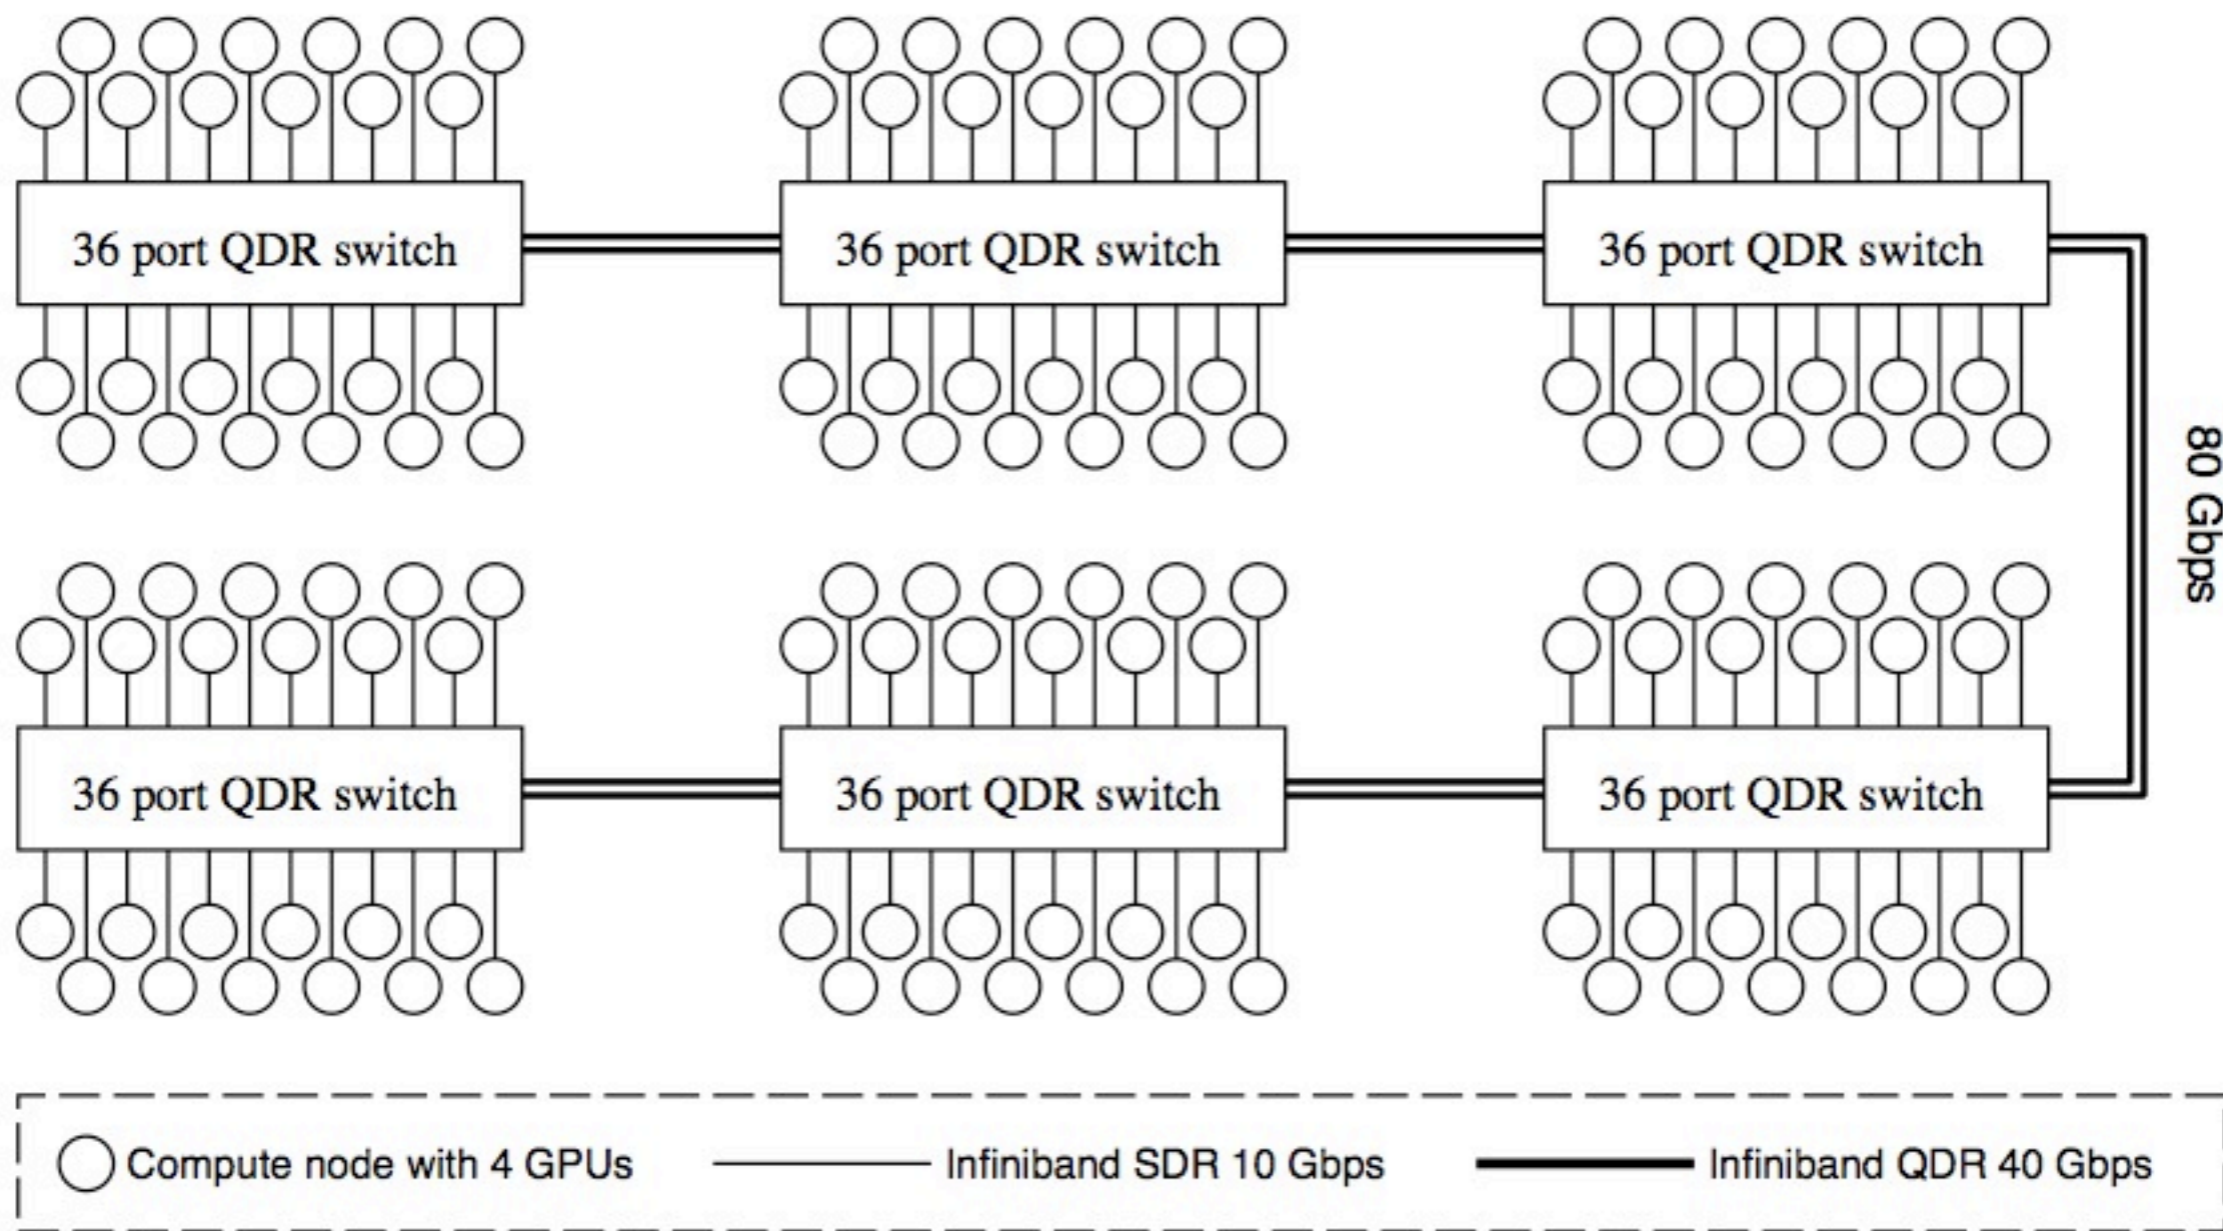 36 port QDR switch
36 port QDR switch
36 port QDR switch
80 Gbps
36 port QDR switch
36 port QDR switch
36 port QDR switch
Compute node with 4 GPUs
Infiniband SDR 10 Gbps
Infiniband QDR 40 Gbps